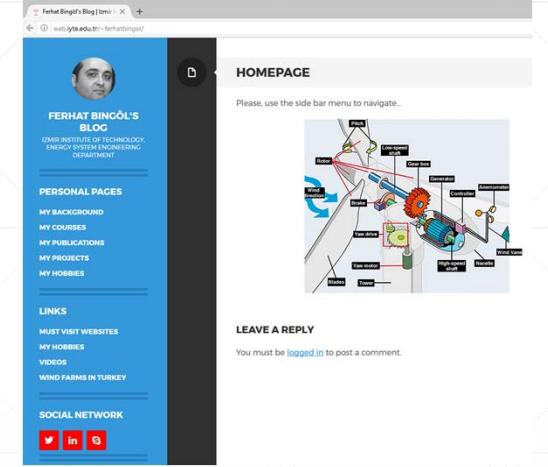 Ferhat Bingöl's Blog | Izmir I
web.iyte.edu.tr/~ferhatbingol/
FERHAT BINGÖL'S
BLOG
IZMIR INSTITUTE OF TECHNOLOGY,
ENERGY SYSTEM ENGINEERING
DEPARTMENT
PERSONAL PAGES
MY BACKGROUND
MY COURSES
MY PUBLICATIONS
MY PROJECTS
MY HOBBIES
LINKS
MUST VISIT WEBSITES
MY HOBBIES
VIDEOS
WIND FARMS IN TURKEY
SOCIAL NETWORK
HOMEPAGE
Please, use the side bar menu to navigate...
Pitch
Low-speed
shaft
Rotor
Gear box
Generator
Anemometer
Controller
Wind
direction
Brake
Yaw drive
Wind Vane
Yaw motor
High-speed
shaft
Nacelle
Blades
Tower
LEAVE A REPLY
You must be logged in to post a comment.